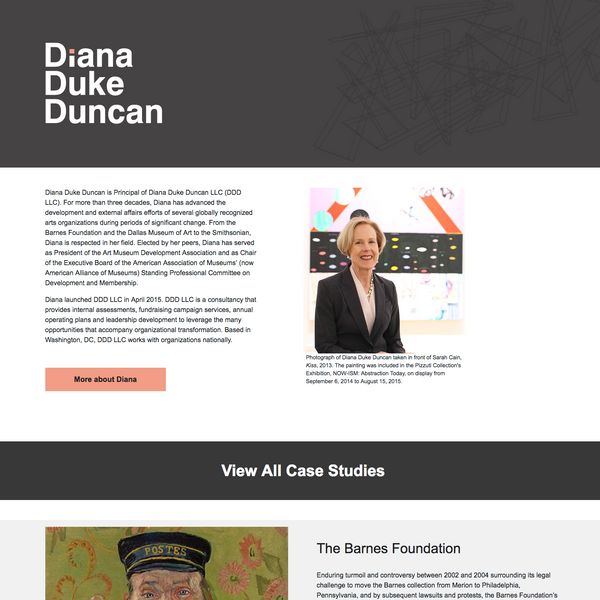 Diana
Duke
Duncan
Diana Duke Duncan is Principal of Diana Duke Duncan LLC (DDD
LLC). For more than three decades, Diana has advanced the
development and external affairs efforts of several globally recognized
arts organizations during periods of significant change. From the
Barnes Foundation and the Dallas Museum of Art to the Smithsonian,
Diana is respected in her field. Elected by her peers, Diana has served
as President of the Art Museum Development Association and as Chair
of the Executive Board of the American Association of Museums' (now
American Alliance of Museums) Standing Professional Committee on
Development and Membership.
Diana launched DDD LLC in April 2015. DDD LLC is a consultancy that
provides internal assessments, fundraising campaign services, annual
operating plans and leadership development to leverage the many
opportunities that accompany organizational transformation. Based in
Washington, DC, DDD LLC works with organizations nationally.
More about Diana
Photograph of Diana Duke Duncan taken in front of Sarah Cain,
Kiss, 2013. The painting was included in the Pizzuti Collection's
Exhibition, NOW-ISM: Abstraction Today, on display from
September 6, 2014 to August 15, 2015.
View All Case Studies
POSTES
The Barnes Foundation
Enduring turmoil and controversy between 2002 and 2004 surrounding its legal
challenge to move the Barnes collection from Merion to Philadelphia,
Pennsylvania, and by subsequent lawsuits and protests, the Barnes Foundation's